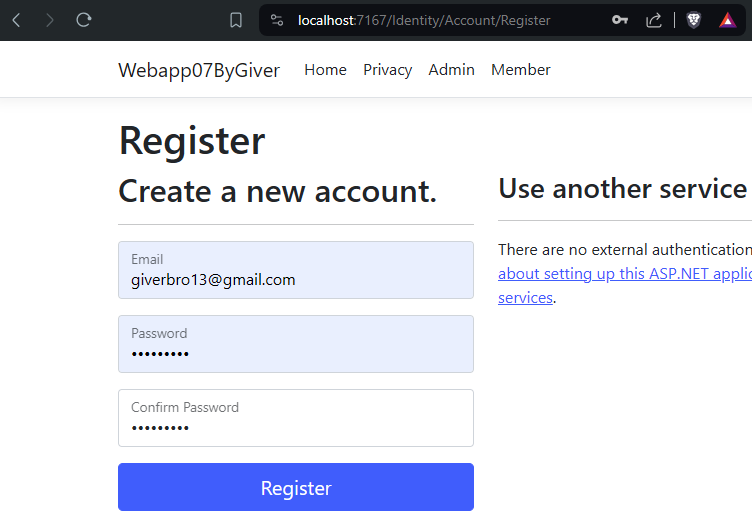 localhost:7167/Identity/Account/Register
Webapp07ByGiver Home Privacy Admin Member
Register
Create a new account.
Email
giverbro13@gmail.com
Password
•••••••••
Confirm Password
•••••••••
Register
Use another service
There are no external authentication
about setting up this ASP.NET applic
services.